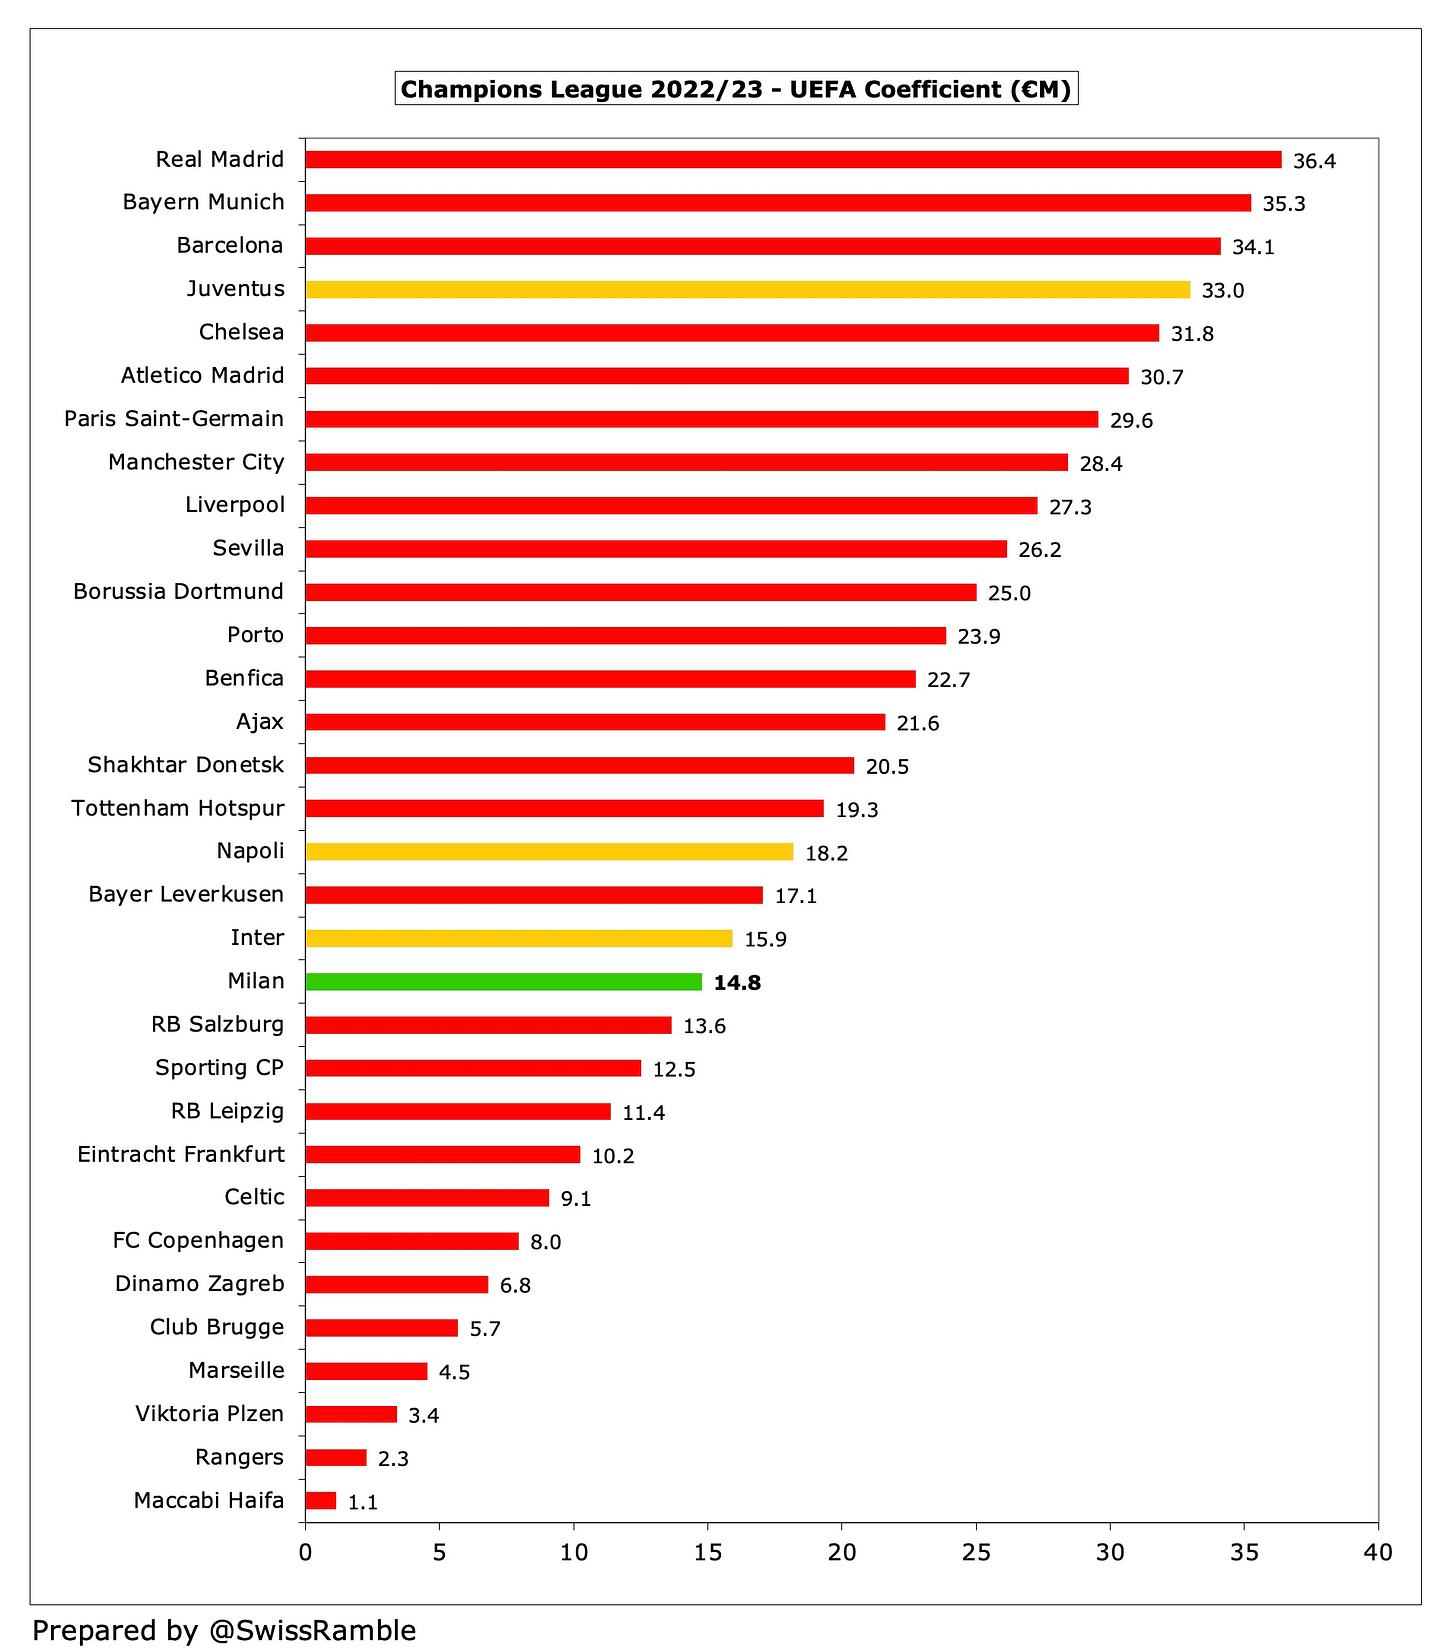 Champions League 2022/23 - UEFA Coefficient (€M)
Real Madrid 36.4
Bayern Munich 35.3
Barcelona 34.1
Juventus 33.0
Chelsea 31.8
Atletico Madrid 30.7
Paris Saint-Germain 29.6
Manchester City 28.4
Liverpool 27.3
Sevilla 26.2
Borussia Dortmund 25.0
Porto 23.9
Benfica 22.7
Ajax 21.6
Shakhtar Donetsk 20.5
Tottenham Hotspur 19.3
Napoli 18.2
Bayer Leverkusen 17.1
Inter 15.9
Milan 14.8
RB Salzburg 13.6
Sporting CP 12.5
RB Leipzig 11.4
Eintracht Frankfurt 10.2
Celtic 9.1
FC Copenhagen 8.0
Dinamo Zagreb 6.8
Club Brugge 5.7
Marseille 4.5
Viktoria Plzen 3.4
Rangers 2.3
Maccabi Haifa 1.1
0 5 10 15 20 25 30 35 40
Prepared by @SwissRamble